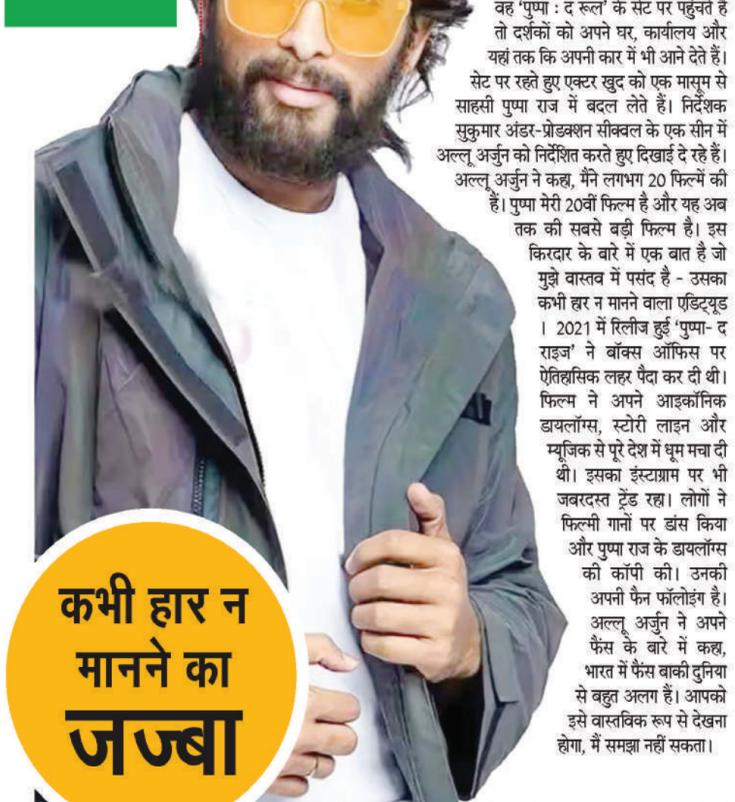 वह ‘पुष्पा : द रूल’ के सेट पर पहुंचते हैं
तो दर्शकों को अपने घर, कार्यालय और
यहां तक कि अपनी कार में भी आने देते हैं।
सेट पर रहते हुए एक्टर खुद को एक मासूम से
साहसी पुष्पा राज में बदल लेते हैं। निर्देशक
सुकुमार अंडर-प्रोडक्शन सीक्वल के एक सीन में
अल्लू अर्जुन को निर्देशित करते हुए दिखाई दे रहे हैं।
अल्लू अर्जुन ने कहा, मैंने लगभग 20 फिल्में की
हैं। पुष्पा मेरी 20वीं फिल्म है और यह अब
तक की सबसे बड़ी फिल्म है। इस
किरदार के बारे में एक बात है जो
मुझे वास्तव में पसंद है - उसका
कभी हार न मानने वाला एडिट्यूड
। 2021 में रिलीज हुई ‘पुष्पा- द
राइज’ ने बॉक्स ऑफिस पर
ऐतिहासिक लहर पैदा कर दी थी।
फिल्म ने अपने आइकॉनिक
डायलॉग्स, स्टोरी लाइन और
म्यूजिक से पूरे देश में धूम मचा दी
थी। इसका इंस्टाग्राम पर भी
जबरदस्त ट्रेंड रहा। लोगों ने
फिल्मी गानों पर डांस किया
और पुष्पा राज के डायलॉग्स
की कॉपी की। उनकी
अपनी फैन फॉलोइंग है।
अल्लू अर्जुन ने अपने
फैंस के बारे में कहा,
भारत में फैंस बाकी दुनिया
से बहुत अलग हैं। आपको
इसे वास्तविक रूप से देखना
होगा, मैं समझा नहीं सकता।
कभी हार न
मानने का
जज्बा